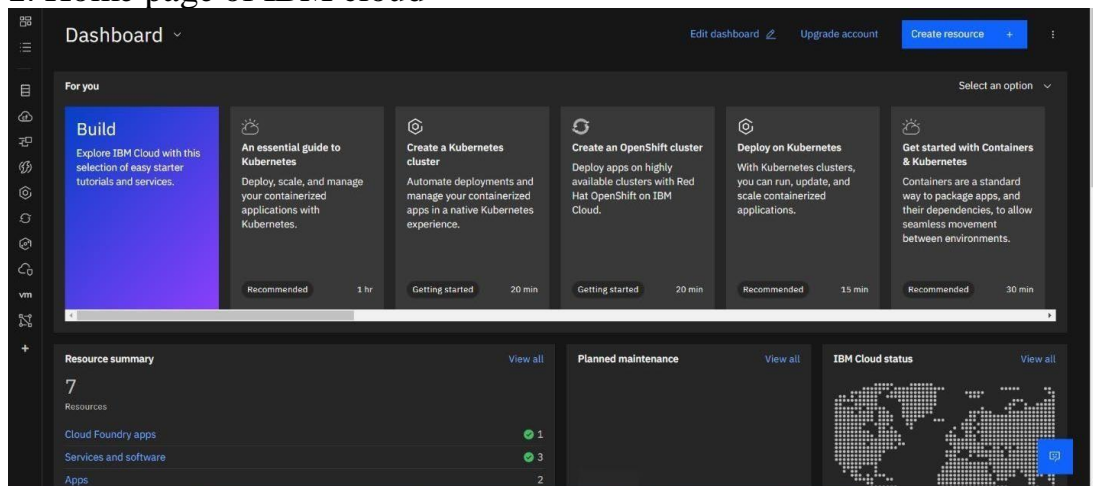 2. Home page of IBM cloud
Dashboard
Edit dashboard
Upgrade account
Create resource +
For you
Select an option
Build
Explore IBM Cloud with this
selection of easy starter
tutorials and services.
An essential guide to
Kubernetes
Deploy, scale, and manage
your containerized
applications with
Kubernetes.
Recommended 1 hr
Create a Kubernetes
cluster
Automate deployments and
manage your containerized
apps in a native Kubernetes
experience.
Getting started 20 min
Create an OpenShift cluster
Deploy apps on highly
available clusters with Red
Hat OpenShift on IBM
Cloud.
Getting started 20 min
Deploy on Kubernetes
With Kubernetes clusters,
you can run, update, and
scale containerized
applications.
Recommended 15 min
Get started with Containers
& Kubernetes
Containers are a standard
way to package apps, and
their dependencies, to allow
seamless movement
between environments.
Recommended 30 min
vm
Resource summary View all
7
Resources
Cloud Foundry apps 1
Services and software 3
Apps 2
Planned maintenance View all
IBM Cloud status View all